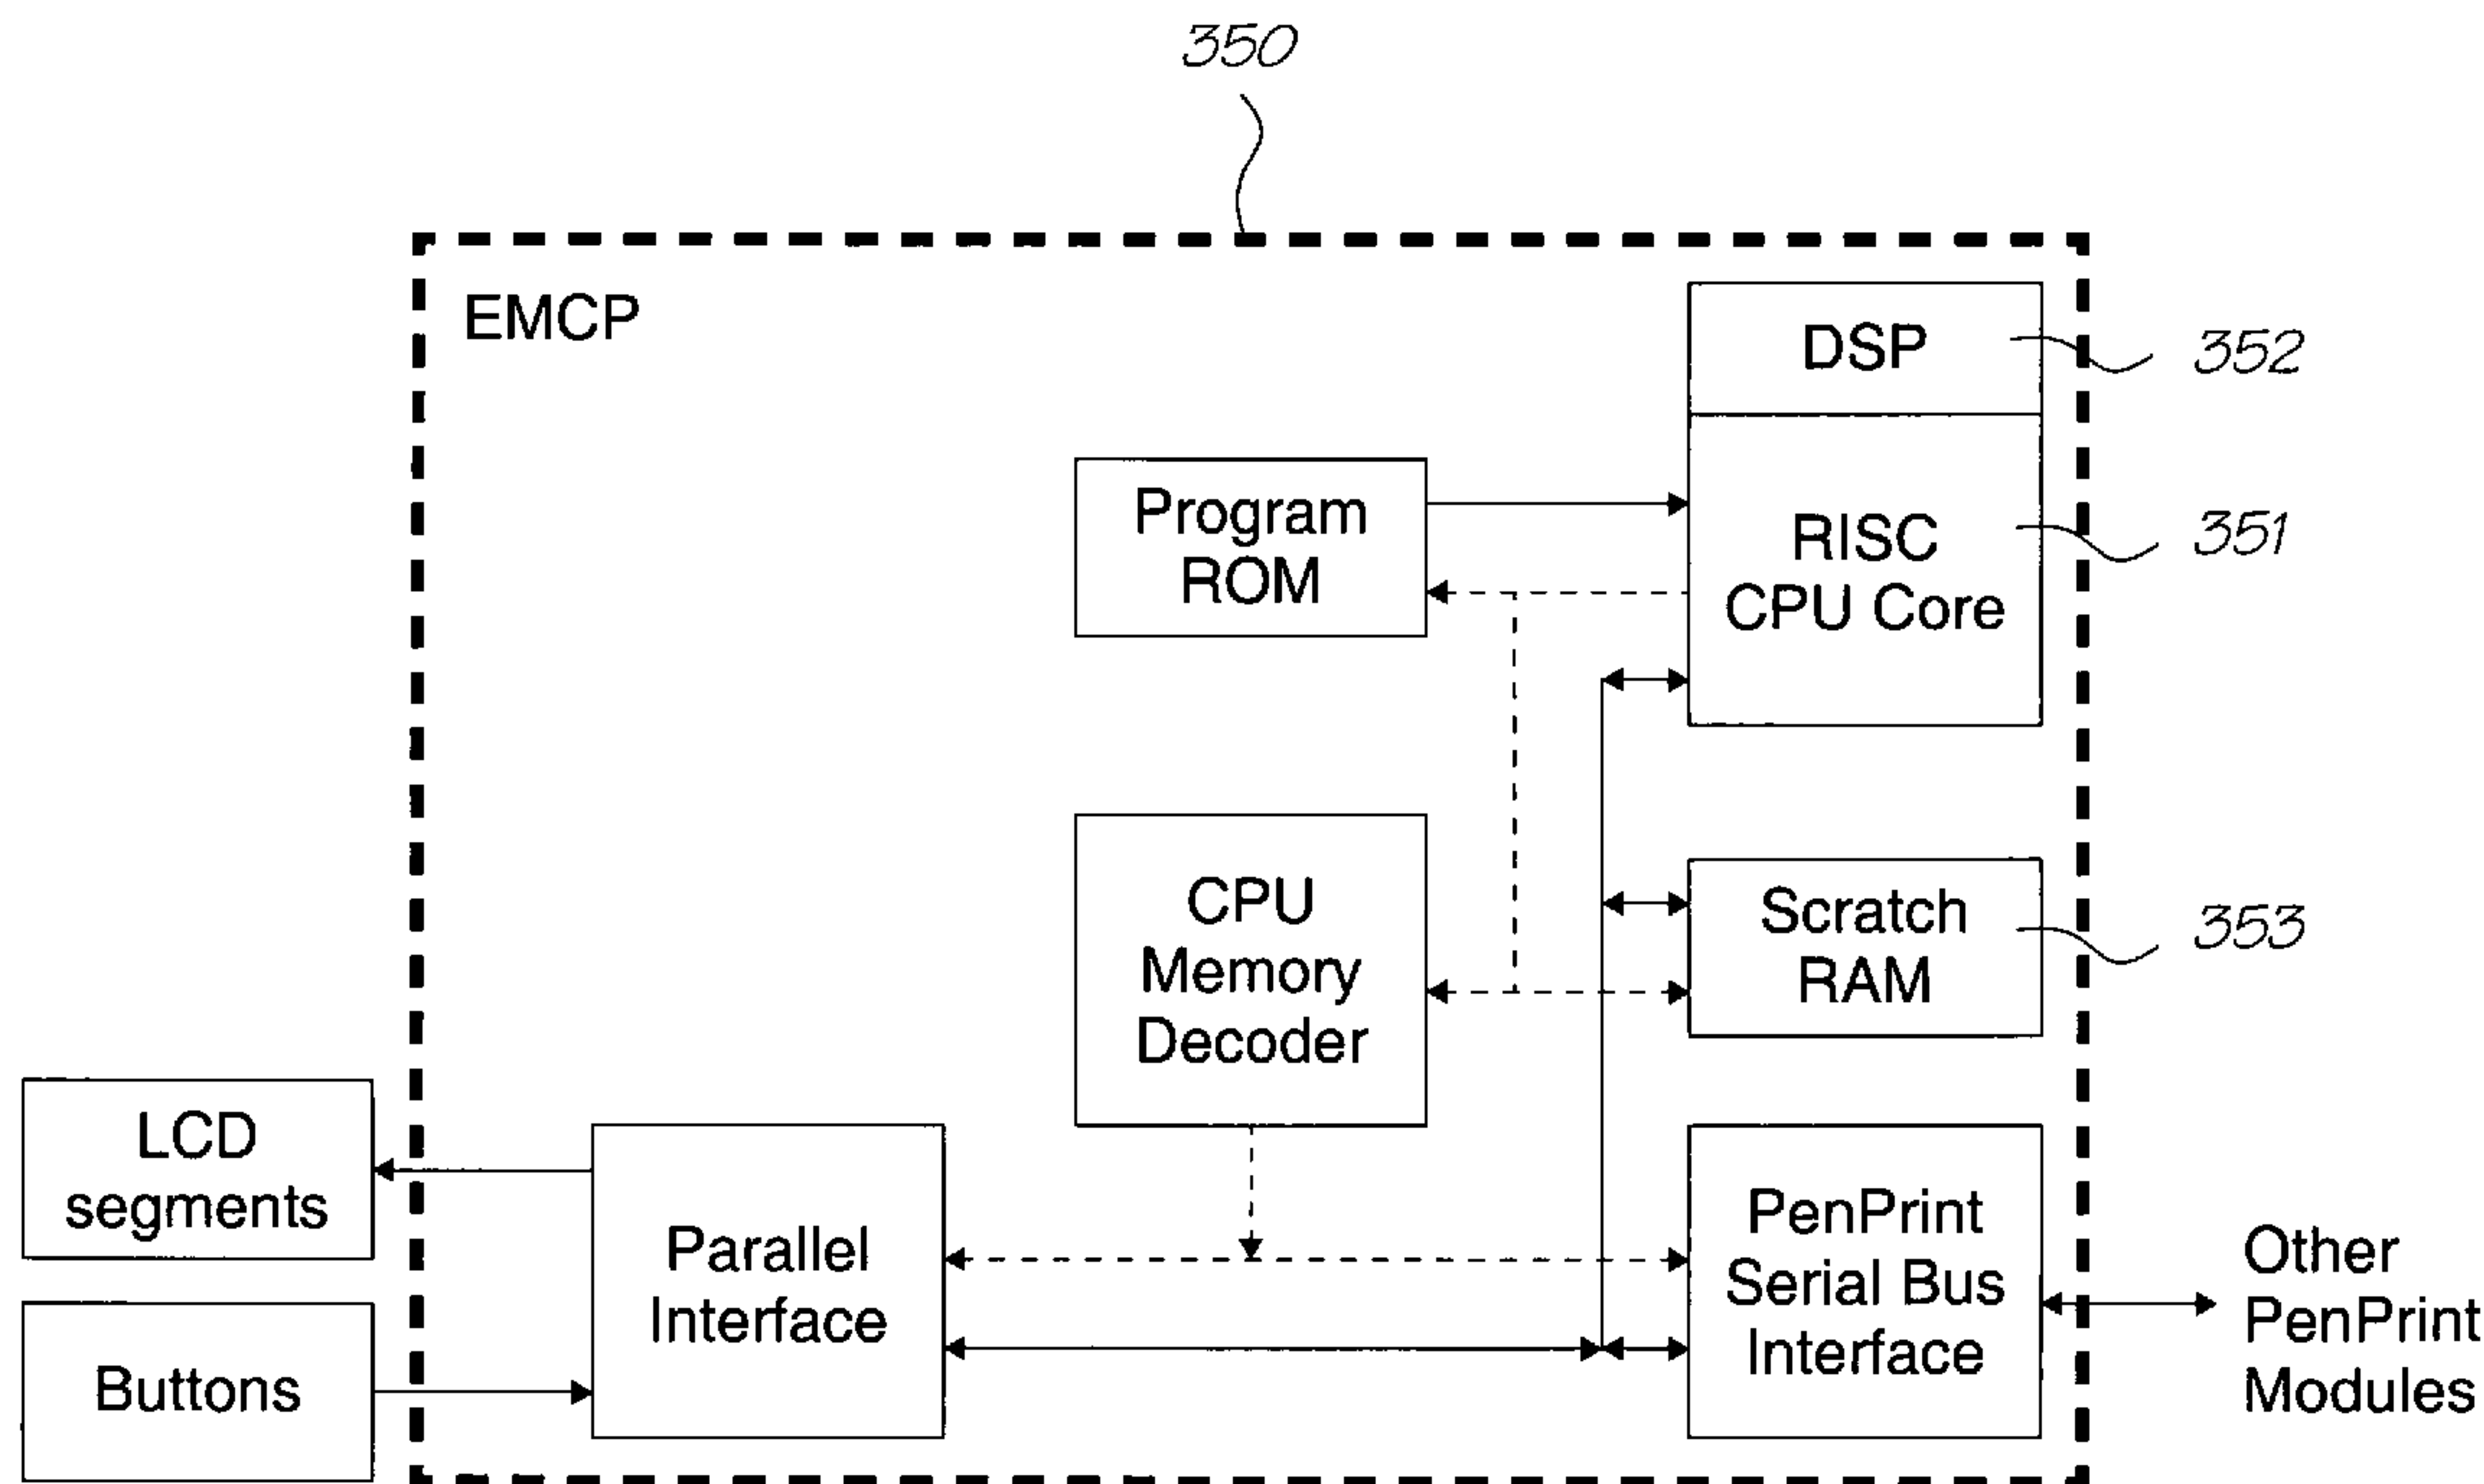 350
EMCP
DSP
352
Program
ROM
RISC
CPU Core
351
CPU
Memory
Decoder
Scratch
RAM
353
LCD
segments
Parallel
Interface
PenPrint
Serial Bus
Interface
Other
PenPrint
Modules
Buttons